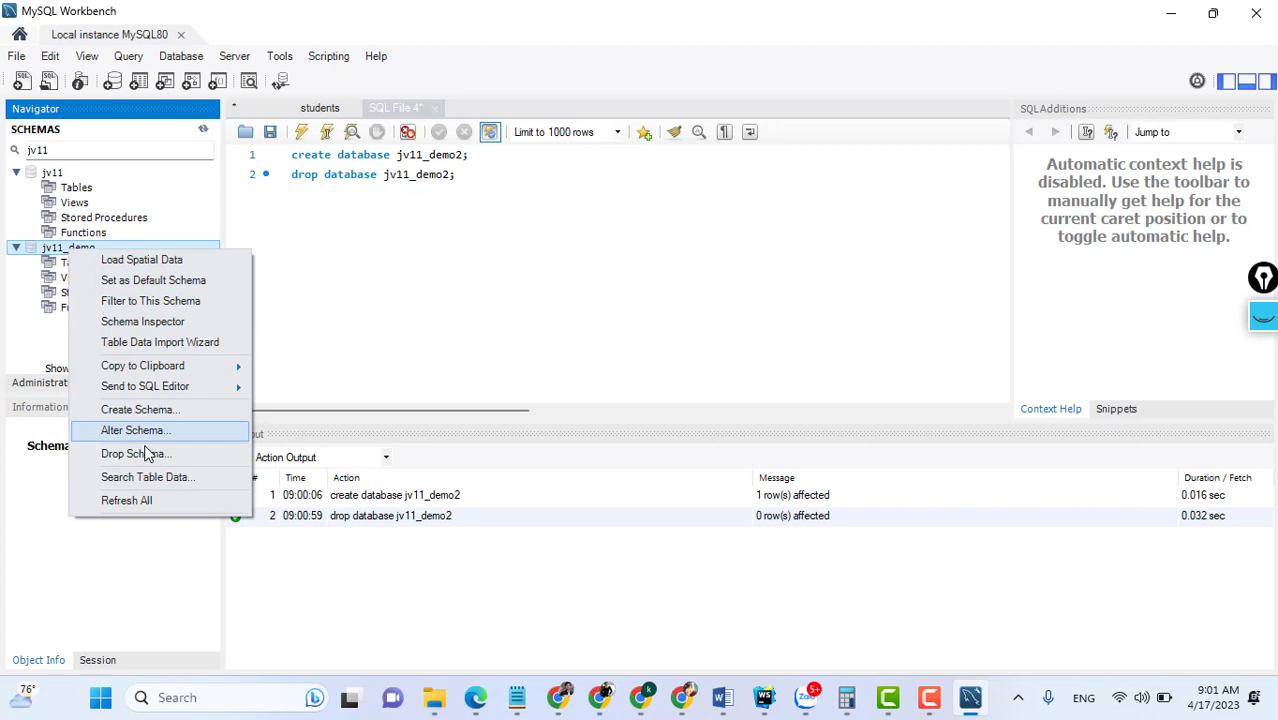 MySQL Workbench
Local instance MySQL80
File Edit View Query Database Server Tools Scripting Help
Navigator
SCHEMAS
jv11
jv11
Tables
Views
Stored Procedures
Functions
jv11_demo
Load Spatial Data
Set as Default Schema
Filter to This Schema
Schema Inspector
Table Data Import Wizard
Copy to Clipboard
Send to SQL Editor
Create Schema...
Alter Schema...
Drop Schema...
Search Table Data...
Refresh All
Show
Object Info Session
students SQL File 4*
Limit to 1000 rows
1 create database jv11_demo2;
2 drop database jv11_demo2;
Action Output
# Time Action Message Duration / Fetch
1 09:00:06 create database jv11_demo2 1 row(s) affected 0.016 sec
2 09:00:59 drop database jv11_demo2 0 row(s) affected 0.032 sec
SQL Additions
Jump to
Automatic context help is
disabled. Use the toolbar to
manually get help for the
current caret position or to
toggle automatic help.
Context Help Snippets
76°
Search
5+
ENG
9:01 AM
4/17/2023